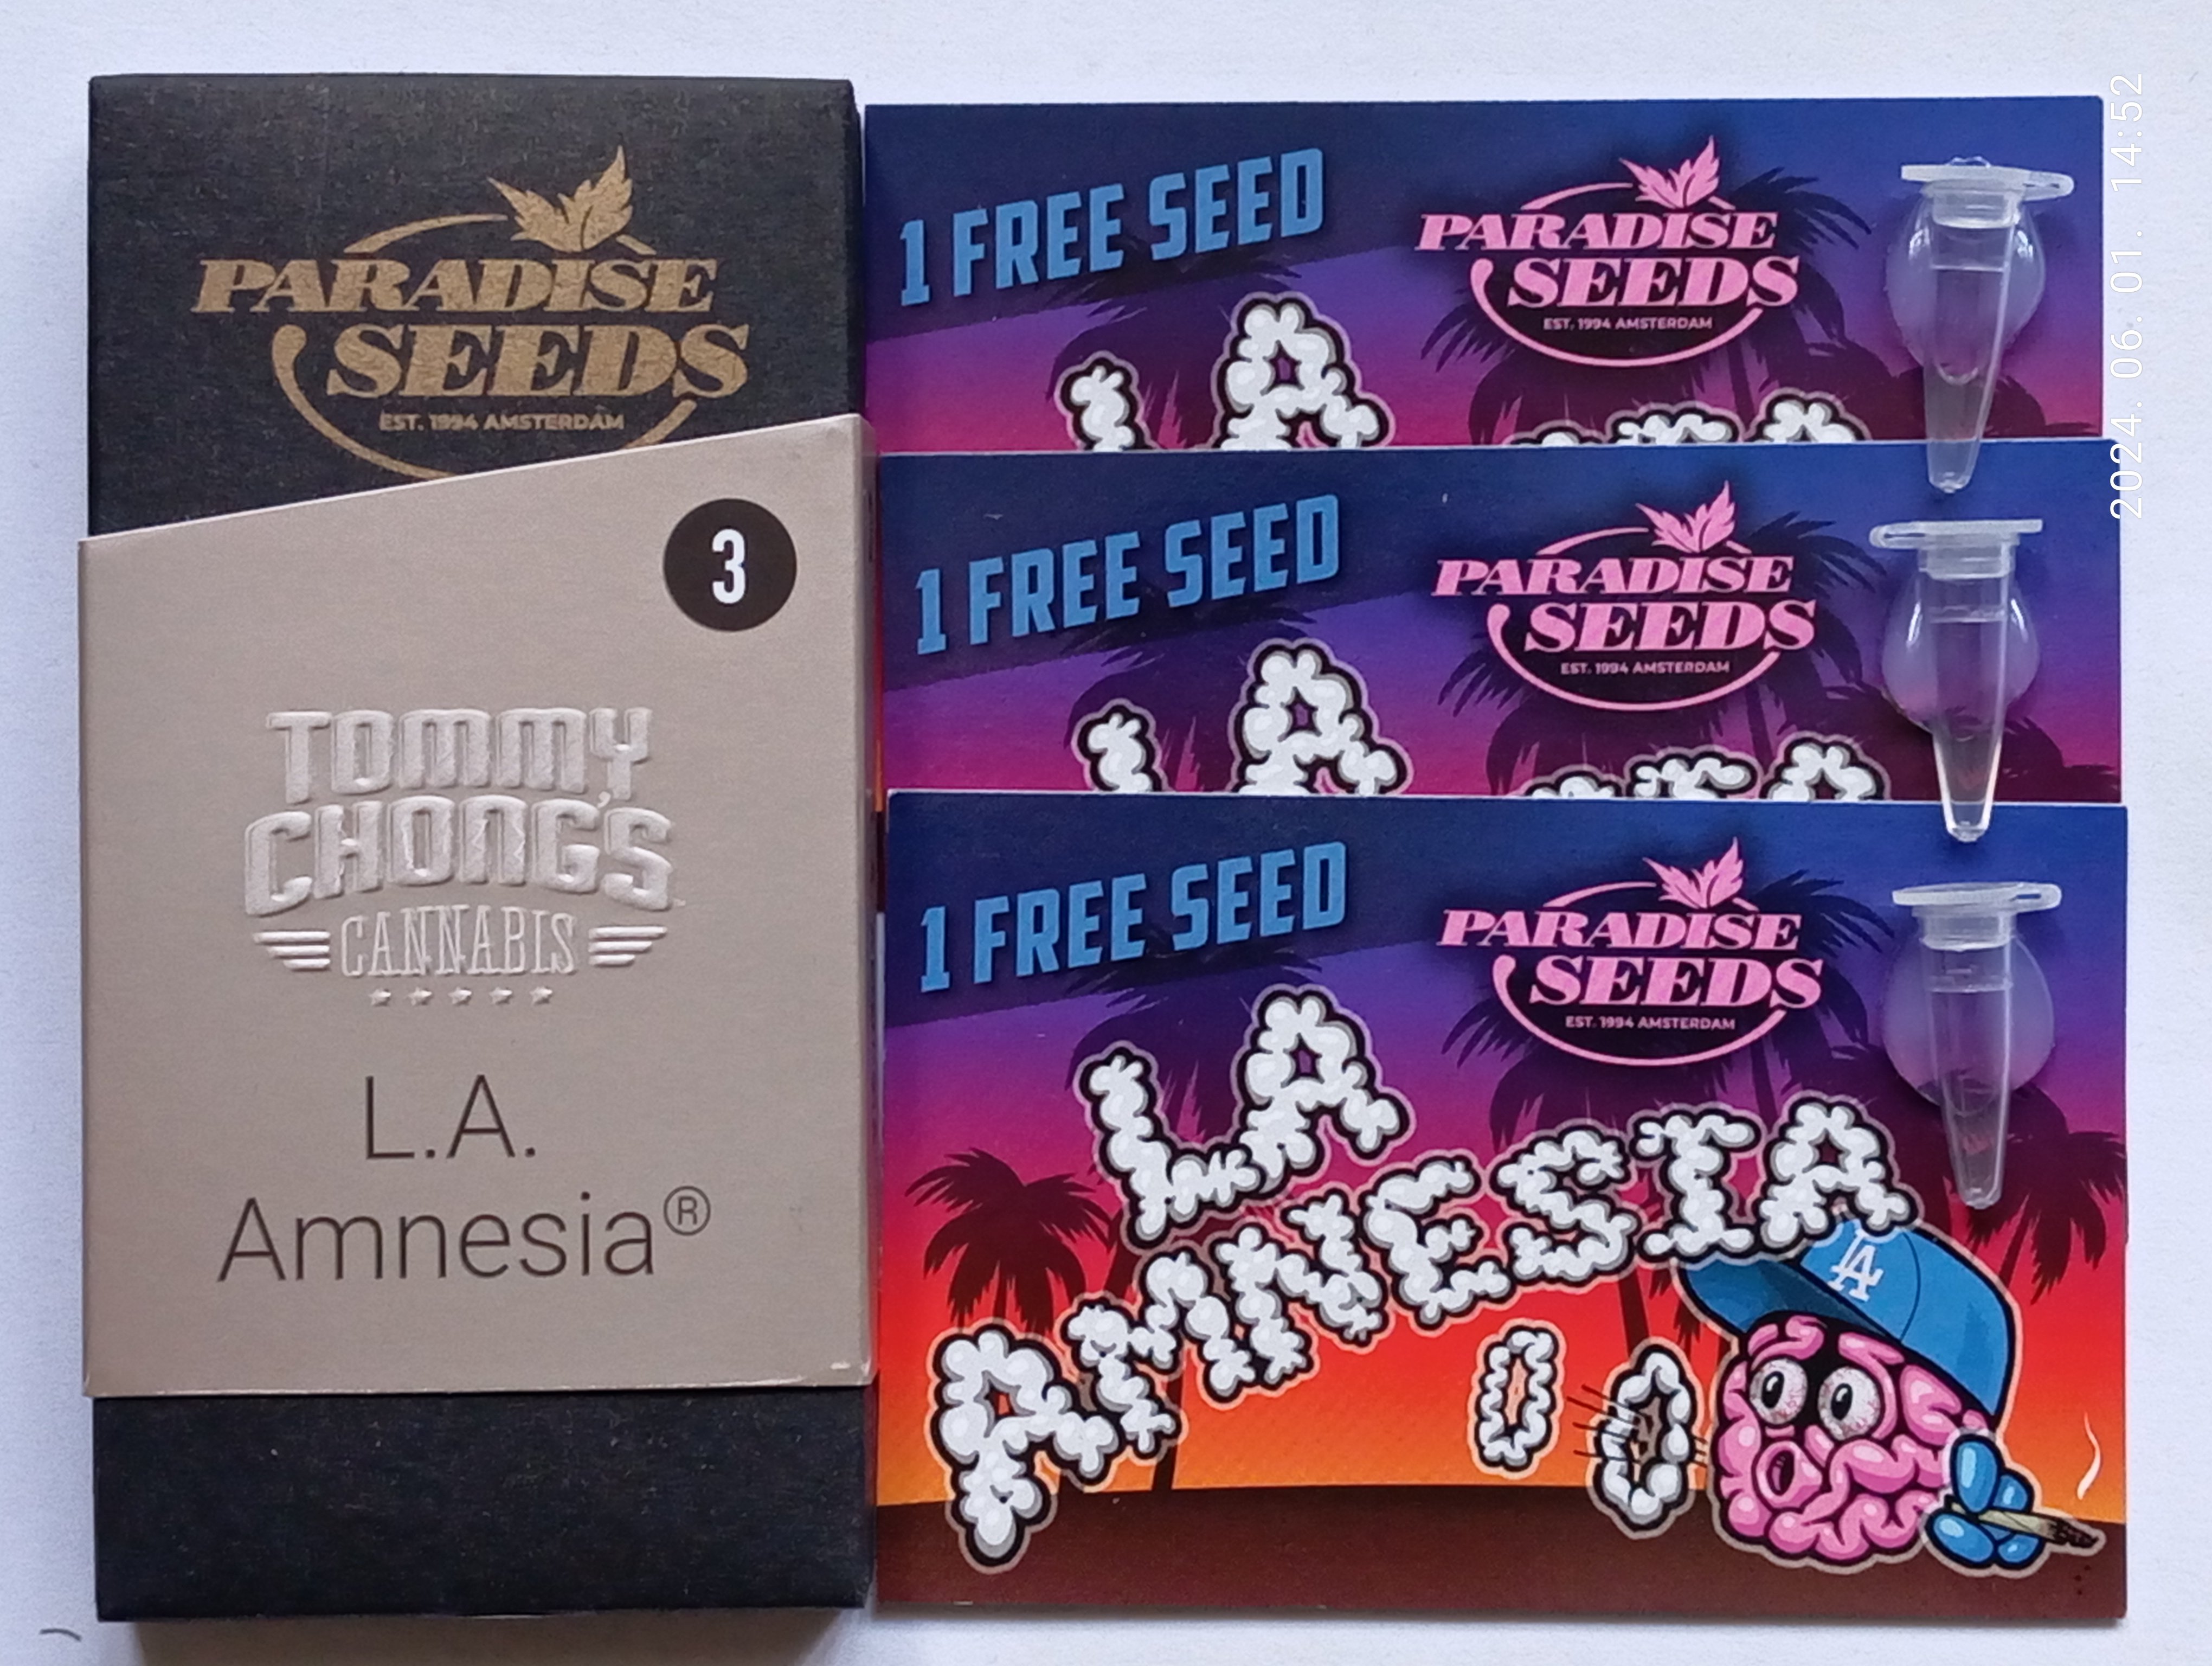 PARADISE
SEEDS
EST. 1994 AMSTERDAM
3
TOMMY
CHONG'S
CANNABIS
L.A.
Amnesia®
1 FREE SEED
PARADISE
SEEDS
EST. 1994 AMSTERDAM
1 FREE SEED
PARADISE
SEEDS
EST. 1994 AMSTERDAM
1 FREE SEED
PARADISE
SEEDS
EST. 1994 AMSTERDAM
LA
AMNESIA
LA
2024. 06. 01. 14:52